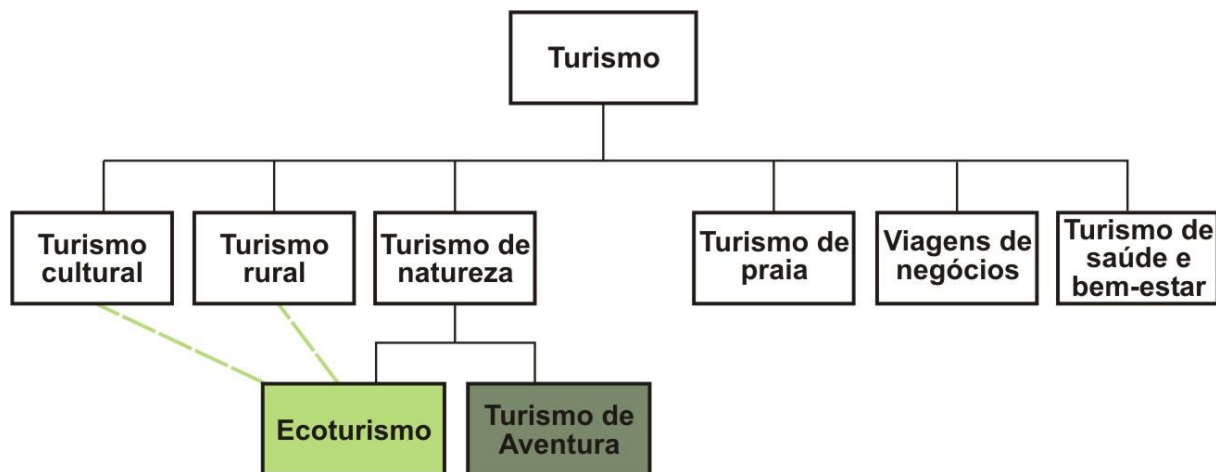 Turismo
Turismo
cultural
Turismo
rural
Turismo de
natureza
Turismo de
praia
Viagens de
negócios
Turismo de
saúde e
bem-estar
Ecoturismo
Turismo de
Aventura